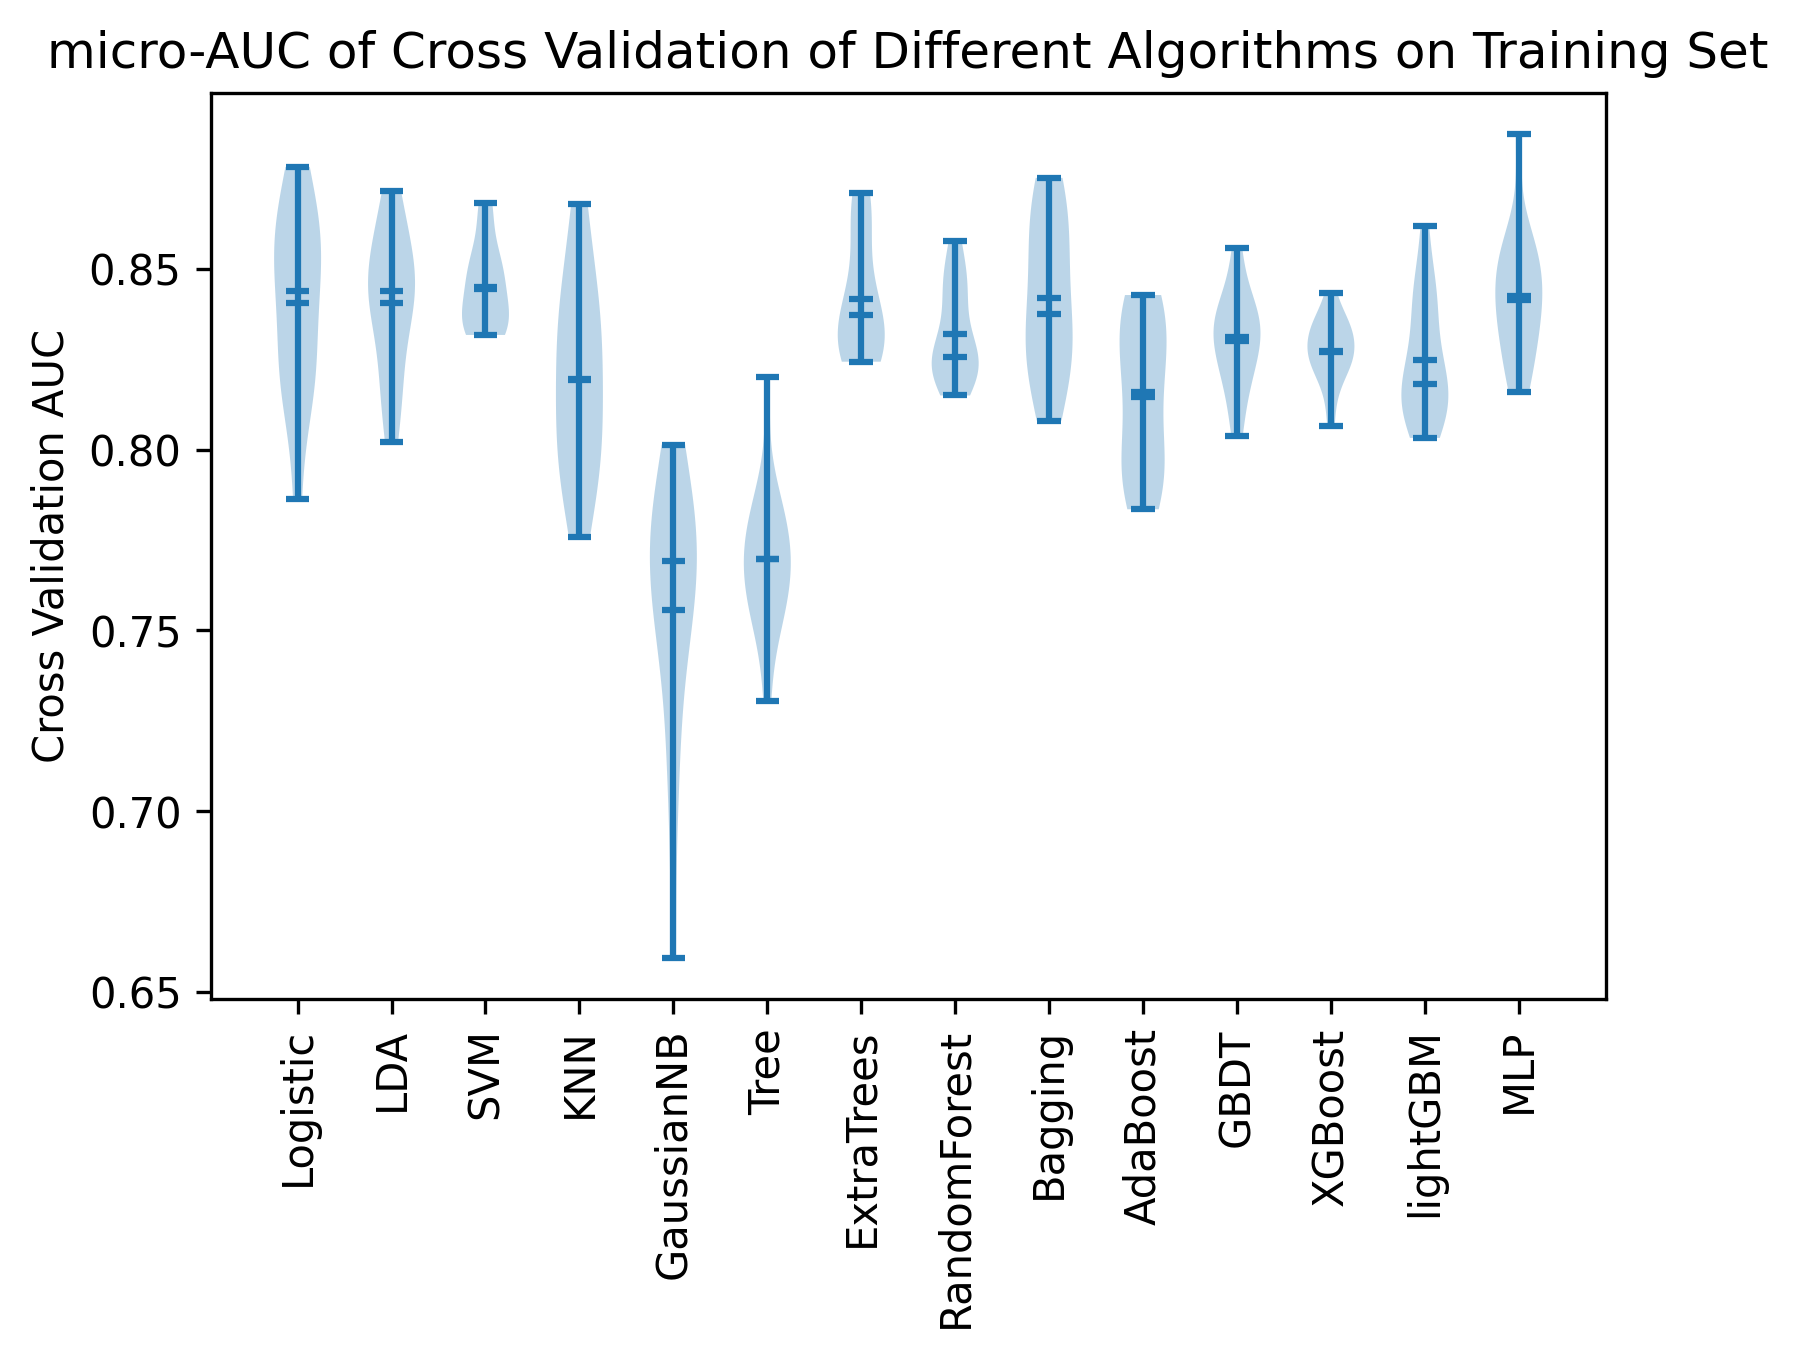 micro-AUC of Cross Validation of Different Algorithms on Training Set
Cross Validation AUC
0.85
0.80
0.75
0.70
0.65
Logistic
LDA
SVM
KNN
GaussianNB
Tree
ExtraTrees
RandomForest
Bagging
AdaBoost
GBDT
XGBoost
lightGBM
MLP